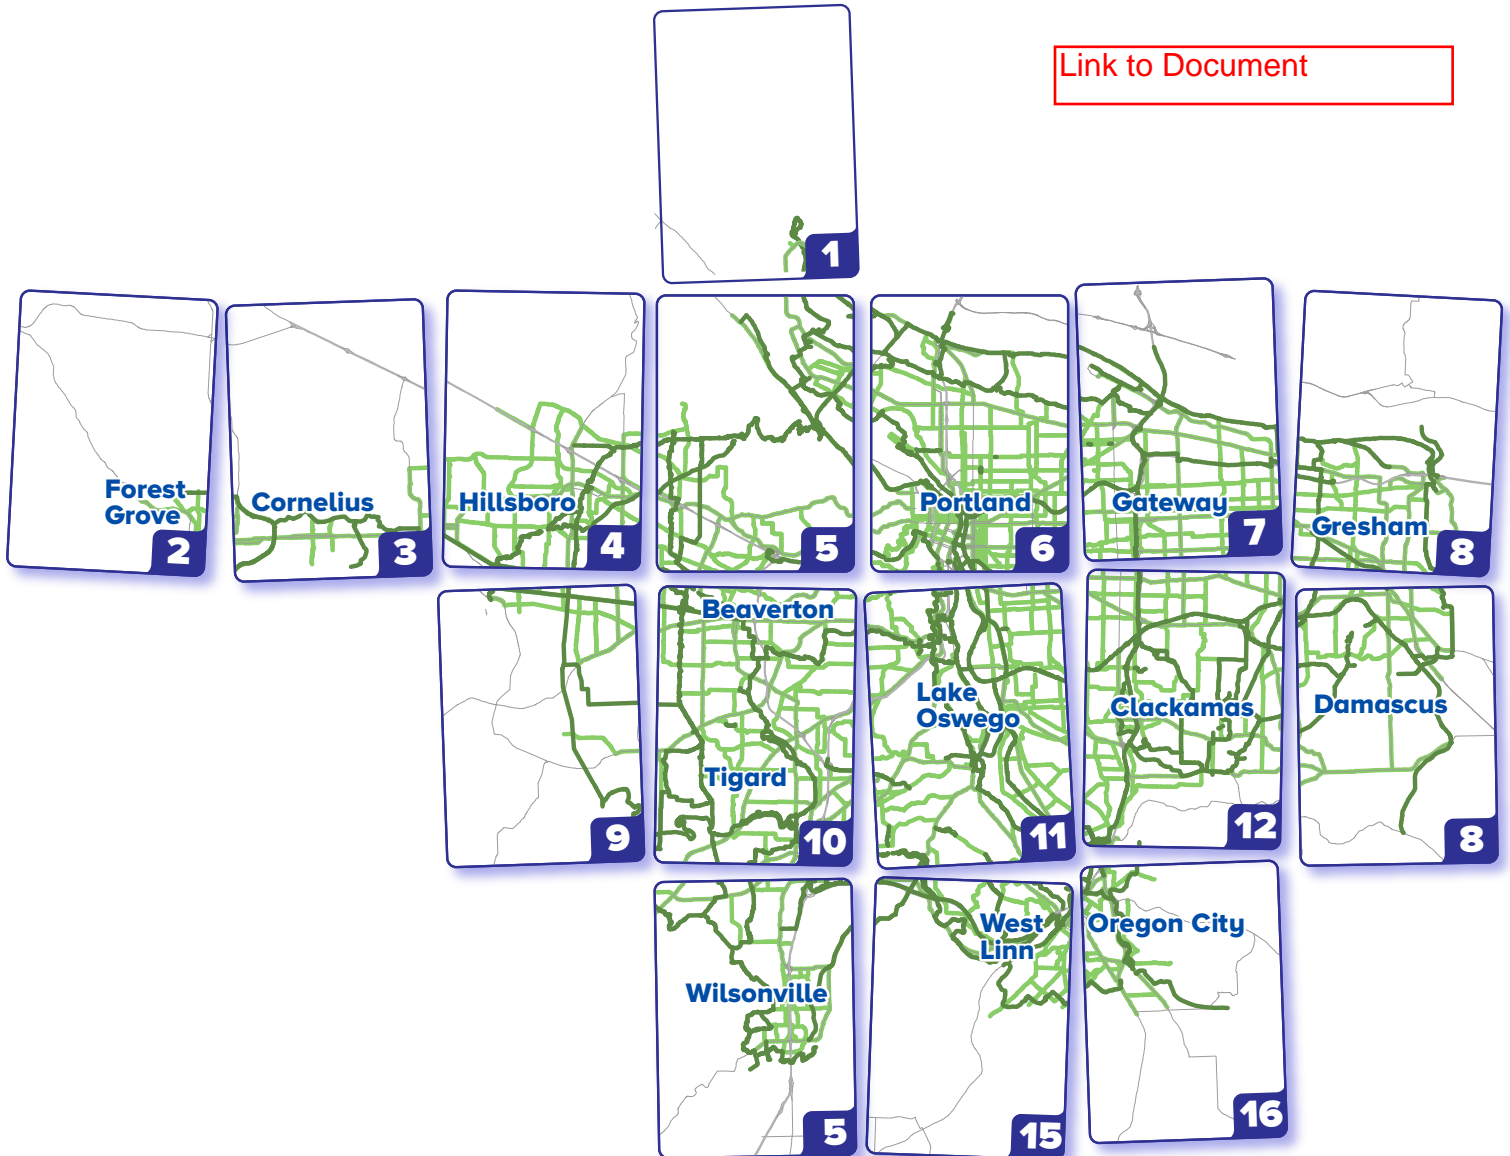 Link to Document
1
Forest
Grove
2
Cornelius
3
Hillsboro
4
5
Portland
6
Gateway
7
Gresham
8
9
Beaverton
Tigard
10
Lake
Oswego
11
Clackamas
12
Damascus
8
Wilsonville
5
West
Linn
15
Oregon City
16